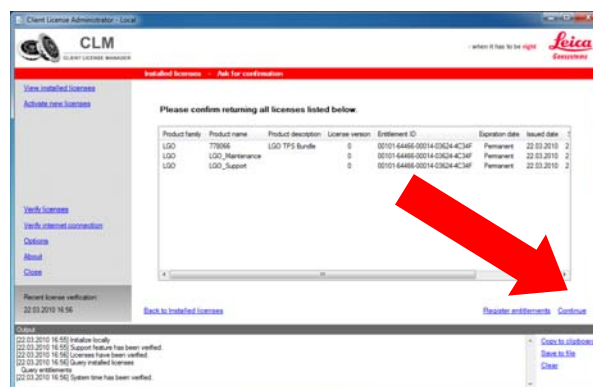 Client License Administrator - Local
CLM
CLIENT LICENSE MANAGER
- when it has to be right
Leica
Geosystems
Installed licenses - Ask for confirmation
View installed licenses
Activate new licenses
Please confirm returning all licenses listed below.
Product family Product name Product description License version Entitlement ID Expiration date Issued date
LGO 778066 LGO TPS Bundle 0 00101-64466-00014-03624-4C34F Permanent 22.03.2010 2
LGO LGO_Maintenance 0 00101-64466-00014-03624-4C34F Permanent 22.03.2010 2
LGO LGO_Support 0 00101-64466-00014-03624-4C34F Permanent 22.03.2010 2
Verify licenses
Verify internet connection
Options
About
Close
Recent license verification:
22.03.2010 16:56
Back to Installed licenses
Register entitlements Continue
Output
[22.03.2010 16:55] Initialize locally
[22.03.2010 16:55] Support feature has been verified.
[22.03.2010 16:56] Licenses have been verified.
[22.03.2010 16:56] Query installed licenses
Query entitlements
[22.03.2010 16:56] System time has been verified.
Copy to clipboard
Save to file
Clear